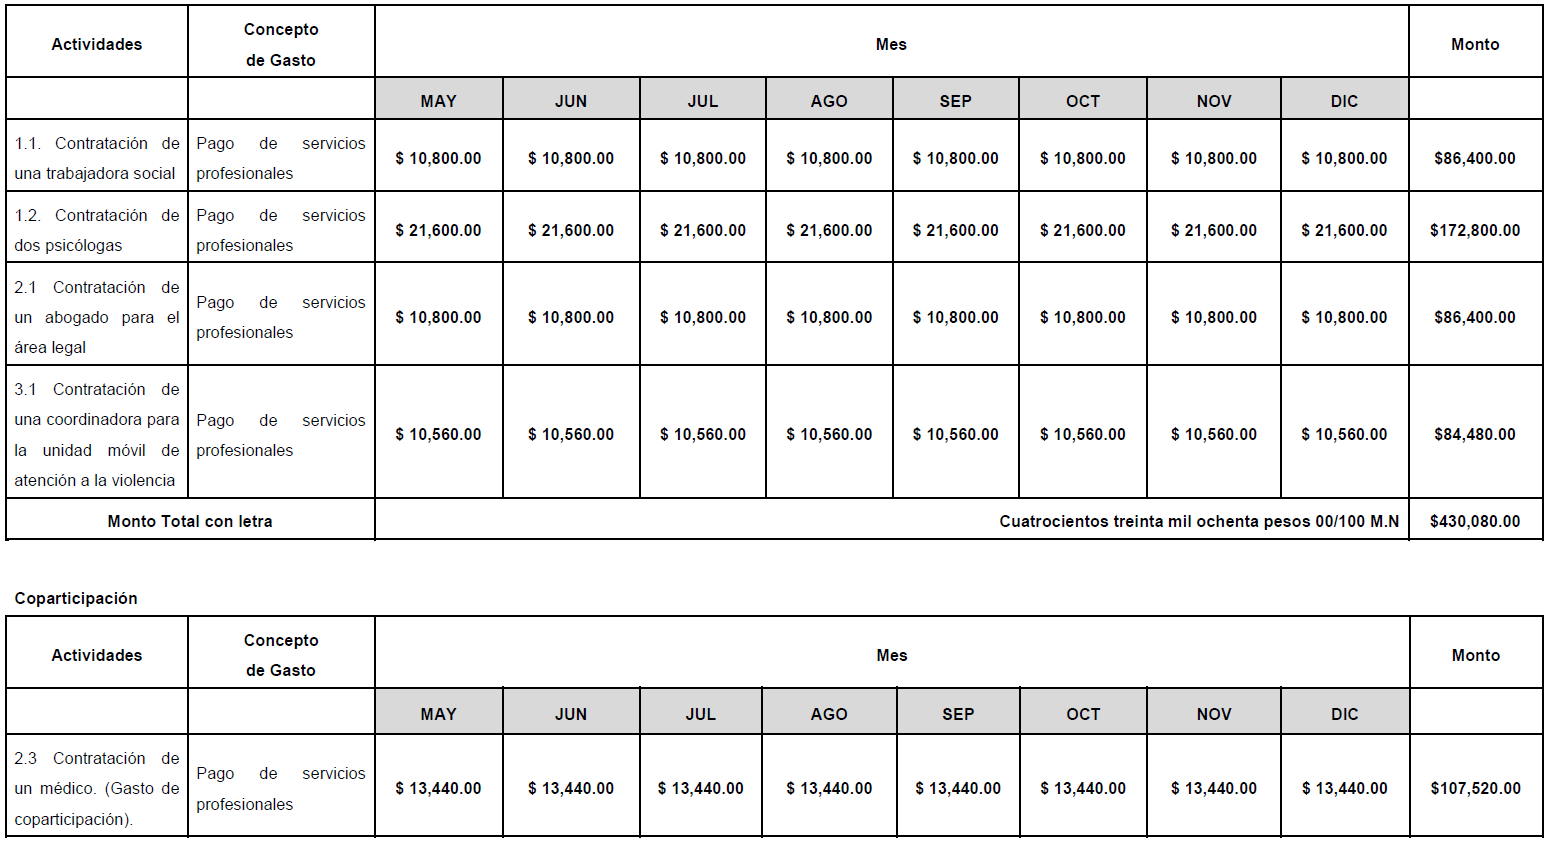 Actividades
Concepto
de Gasto
Mes
Monto
MAY JUN JUL AGO SEP OCT NOV DIC
1.1. Contratación de
una trabajadora social
Pago de servicios
profesionales
$ 10,800.00 $ 10,800.00 $ 10,800.00 $ 10,800.00 $ 10,800.00 $ 10,800.00 $ 10,800.00 $ 10,800.00 $86,400.00
1.2. Contratación de
dos psicólogas
Pago de servicios
profesionales
$ 21,600.00 $ 21,600.00 $ 21,600.00 $ 21,600.00 $ 21,600.00 $ 21,600.00 $ 21,600.00 $ 21,600.00 $172,800.00
2.1 Contratación de
un abogado para el
área legal
Pago de servicios
profesionales
$ 10,800.00 $ 10,800.00 $ 10,800.00 $ 10,800.00 $ 10,800.00 $ 10,800.00 $ 10,800.00 $ 10,800.00 $86,400.00
3.1 Contratación de
una coordinadora para
la unidad móvil de
atención a la violencia
Pago de servicios
profesionales
$ 10,560.00 $ 10,560.00 $ 10,560.00 $ 10,560.00 $ 10,560.00 $ 10,560.00 $ 10,560.00 $ 10,560.00 $84,480.00
Monto Total con letra Cuatrocientos treinta mil ochenta pesos 00/100 M.N $430,080.00
Coparticipación
Actividades
Concepto
de Gasto
Mes
Monto
MAY JUN JUL AGO SEP OCT NOV DIC
2.3 Contratación de
un médico. (Gasto de
coparticipación).
Pago de servicios
profesionales
$ 13,440.00 $ 13,440.00 $ 13,440.00 $ 13,440.00 $ 13,440.00 $ 13,440.00 $ 13,440.00 $ 13,440.00 $107,520.00